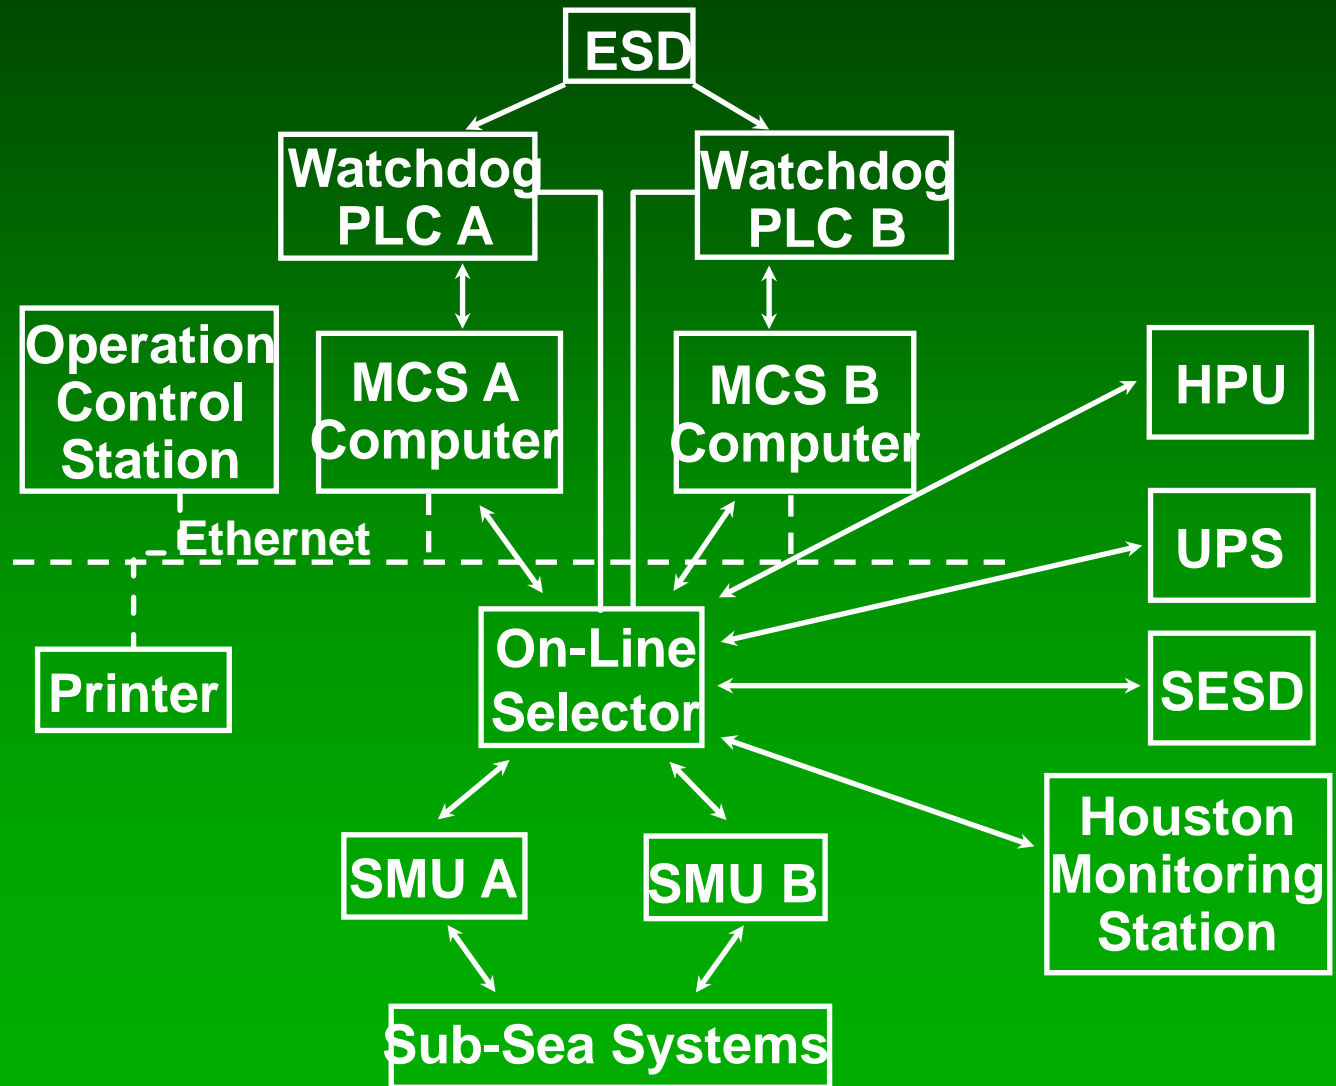 ESD
Watchdog
PLC A
Watchdog
PLC B
Operation
Control
Station
MCS A
Computer
MCS B
Computer
HPU
Ethernet
UPS
On-Line
Selector
Printer
SESD
SMU A
SMU B
Houston
Monitoring
Station
Sub-Sea Systems